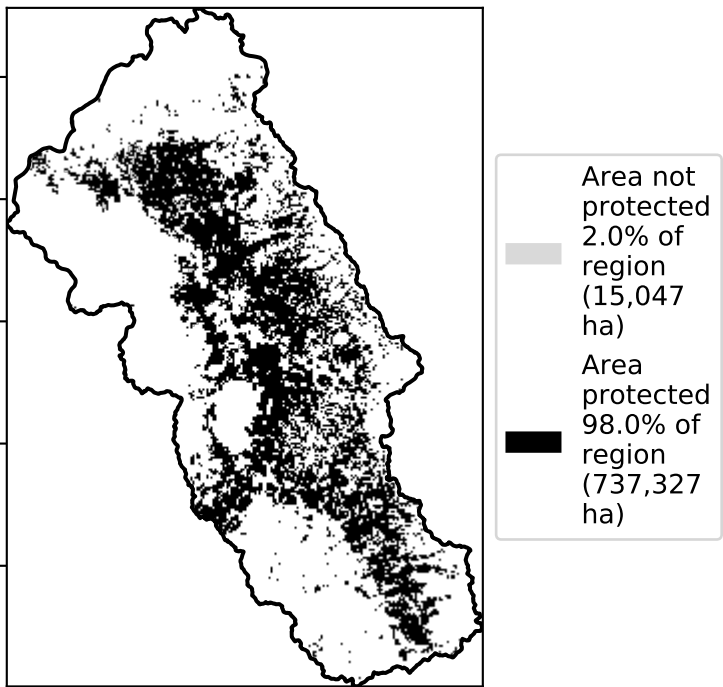 Area not
protected
2.0% of
region
(15,047
ha)
Area
protected
98.0% of
region
(737,327
ha)